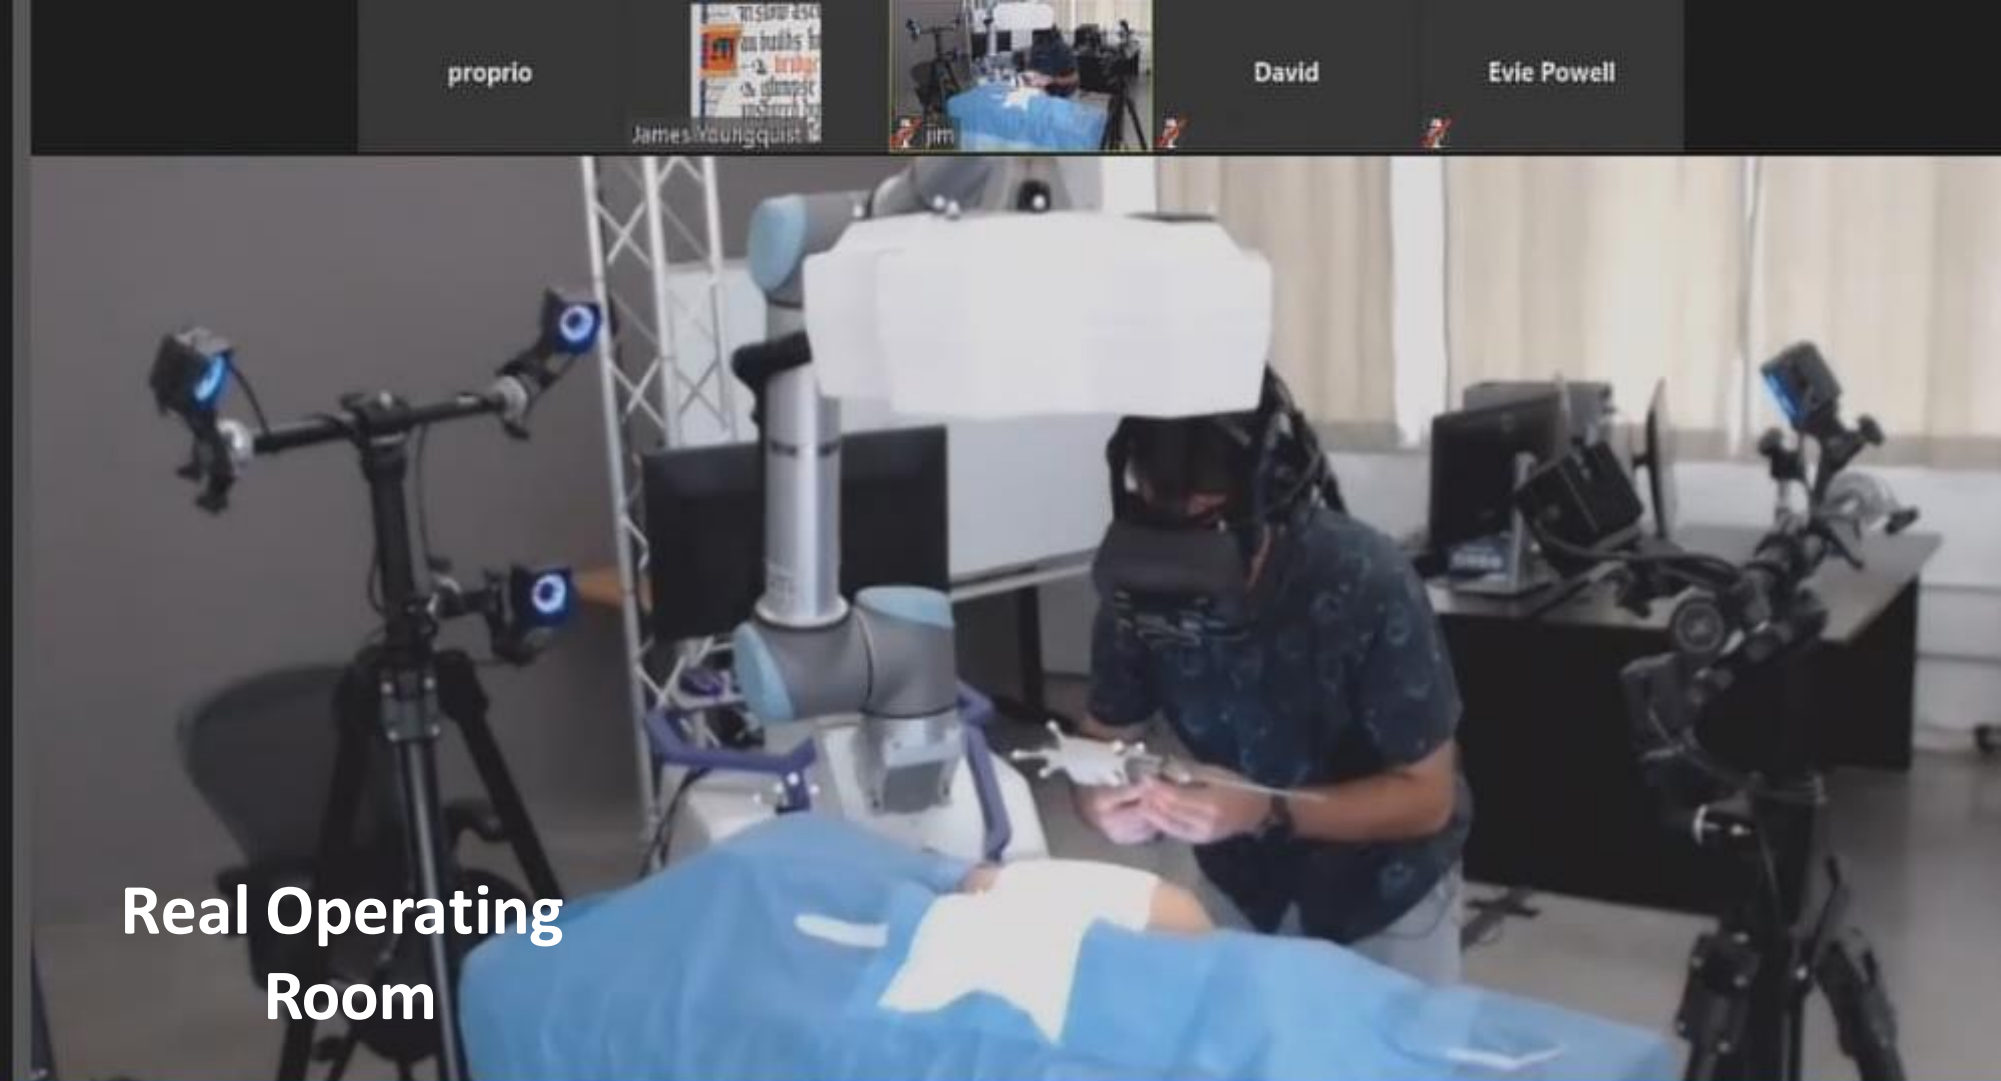 proprio
James Youngquist
jim
David
Evie Powell
Real Operating
Room